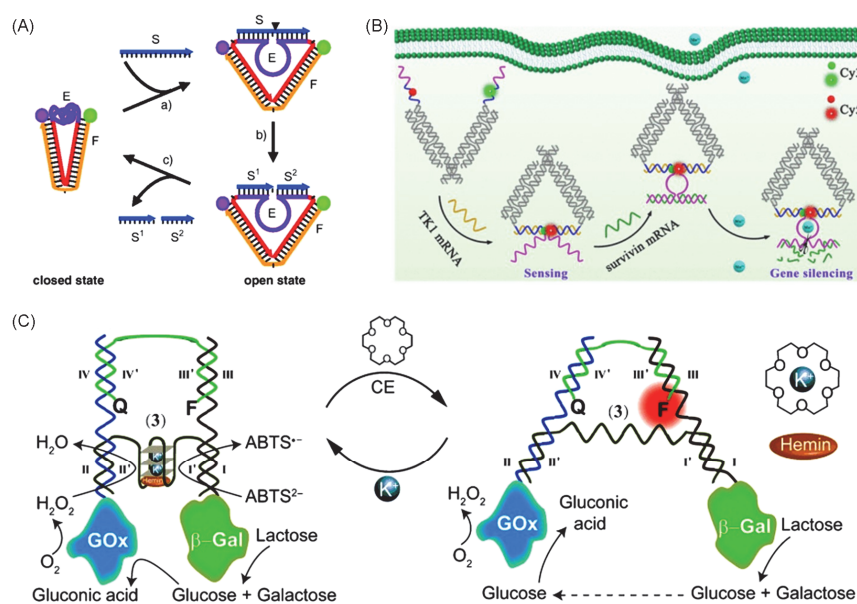 (A)
S
S
E
E
F
F
a)
b)
c)
S¹ S²
E
F
S¹ S²
closed state
open state
(B)
Cy3
TK1 mRNA
Sensing
survivin mRNA
Gene silencing
(C)
IV IV' III' III
Q F
(3)
H₂O
ABTS•−
II II' I' I
K⁺
K⁺
Hemin
H₂O₂
ABTS²⁻
O₂
GOx
β-Gal
Lactose
Gluconic acid
Glucose + Galactose
CE
K⁺
IV IV' III' III
Q F
(3)
II II' I' I
H₂O₂
O₂
GOx
Gluconic
acid
Glucose
β-Gal
Lactose
Glucose + Galactose
K⁺
Hemin